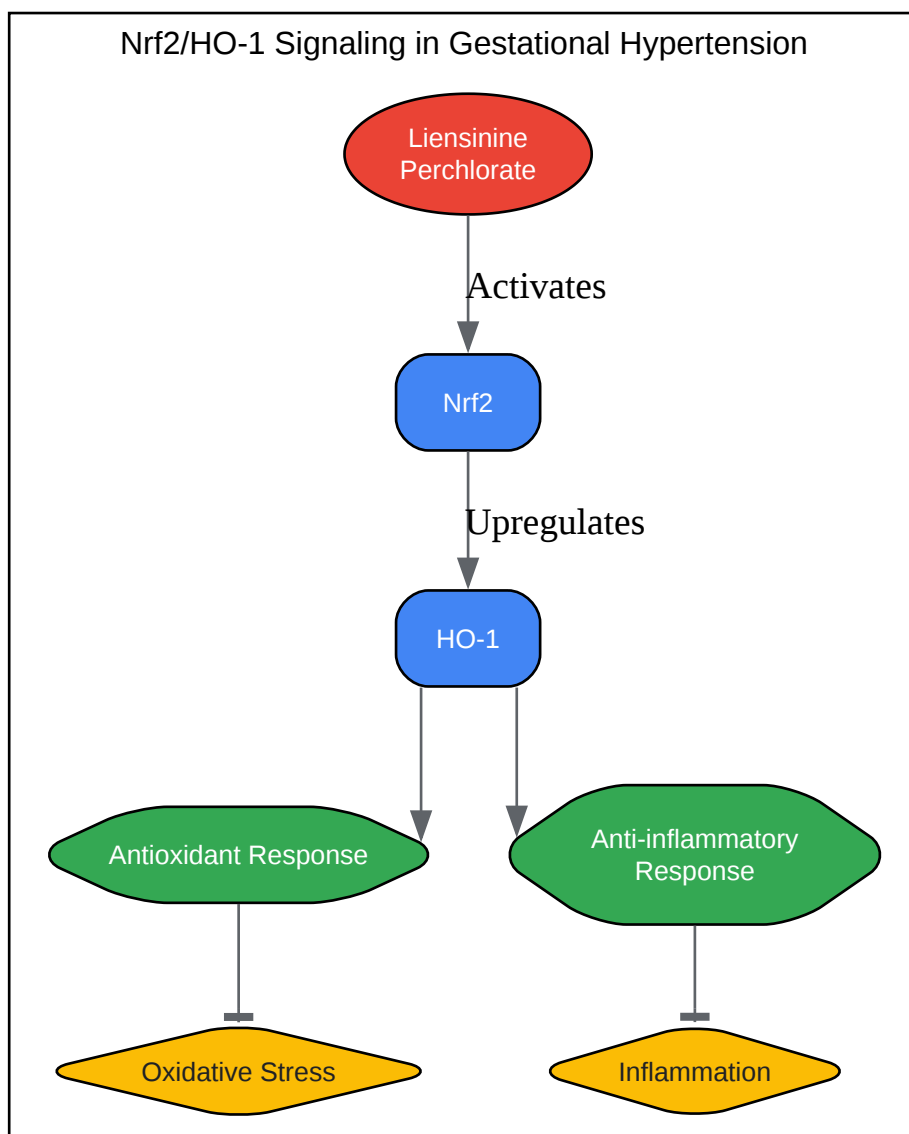 Nrf2/HO-1 Signaling in Gestational Hypertension
Liensinine
Perchlorate
Activates
Nrf2
Upregulates
HO-1
Antioxidant Response
Anti-inflammatory
Response
Oxidative Stress
Inflammation